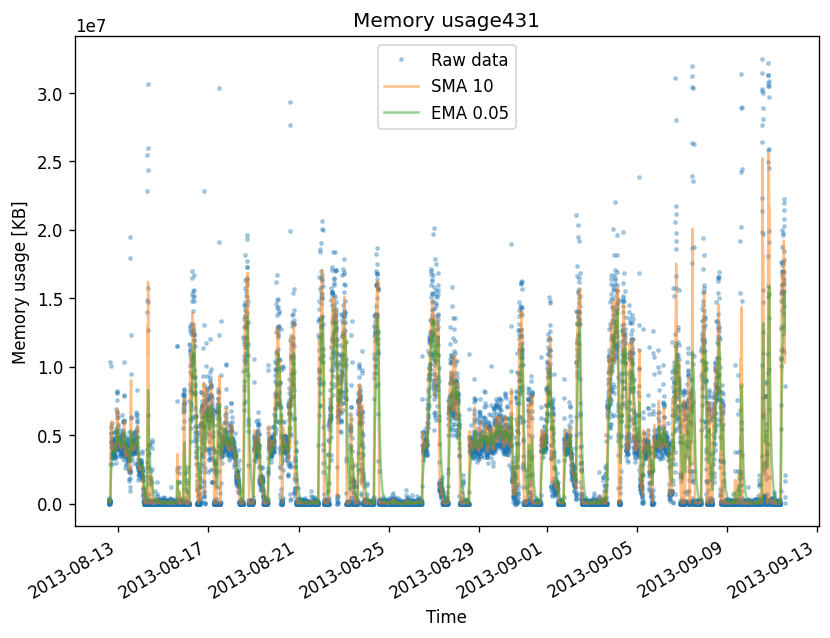 Memory usage431
1e7
Raw data
SMA 10
EMA 0.05
3.0
2.5
2.0
1.5
1.0
0.5
0.0
Memory usage [KB]
2013-08-13
2013-08-17
2013-08-21
2013-08-25
2013-08-29
2013-09-01
2013-09-05
2013-09-09
2013-09-13
Time